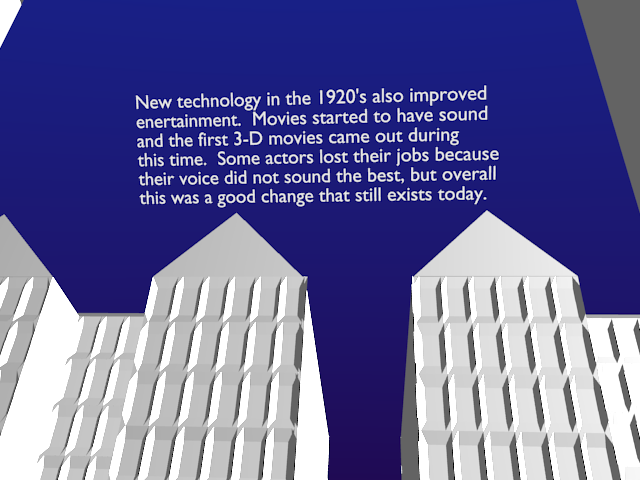 New technology in the 1920's also improved
enertainment.  Movies started to have sound
and the first 3-D movies came out during
this time.  Some actors lost their jobs because
their voice did not sound the best, but overall
this was a good change that still exists today.